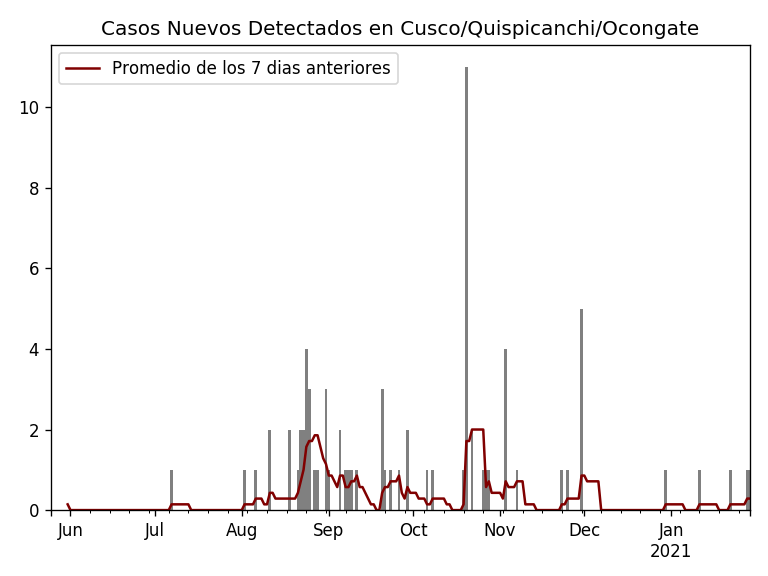 Casos Nuevos Detectados en Cusco/Quispicanchi/Ocongate
Promedio de los 7 dias anteriores
10
8
6
4
2
0
Jun Jul Aug Sep Oct Nov Dec Jan
2021